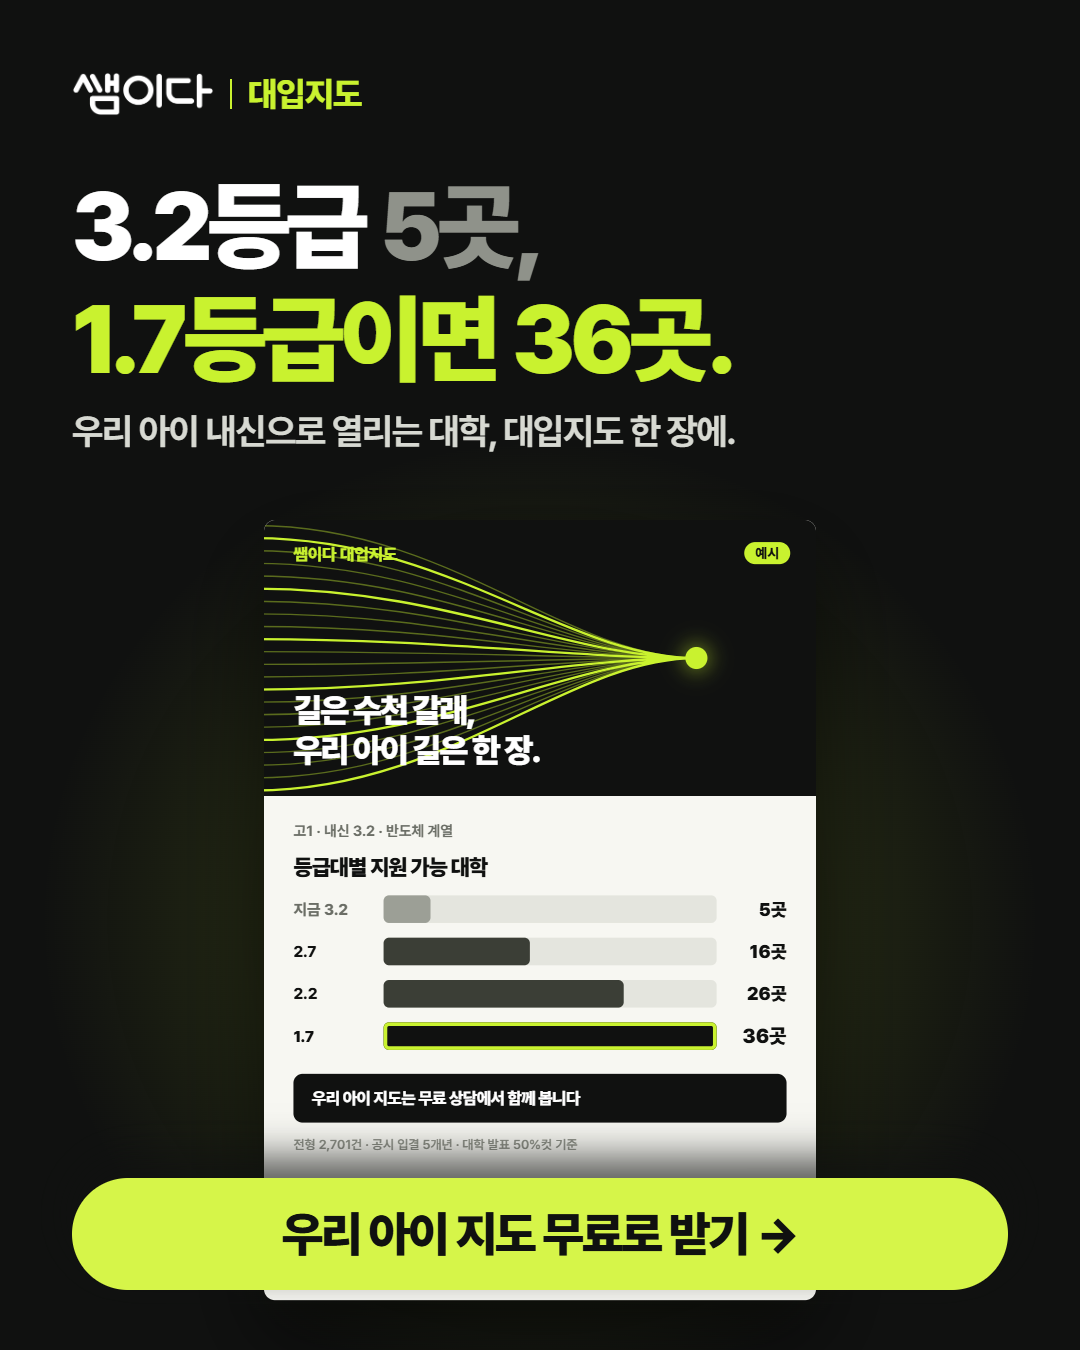 쌤이다 | 대입지도
3.2등급 5곳,
1.7등급이면 36곳.
우리 아이 내신으로 열리는 대학, 대입지도 한 장에.
쌤이다 대입지도
예시
길은 수천 갈래,
우리 아이 길은 한 장.
고1 · 내신 3.2 · 반도체 계열
등급대별 지원 가능 대학
지금 3.2 5곳
2.7 16곳
2.2 26곳
1.7 36곳
우리 아이 지도는 무료 상담에서 함께 봅니다
전형 2,701건 · 공시 입결 5개년 · 대학 발표 50%컷 기준
우리 아이 지도 무료로 받기 →